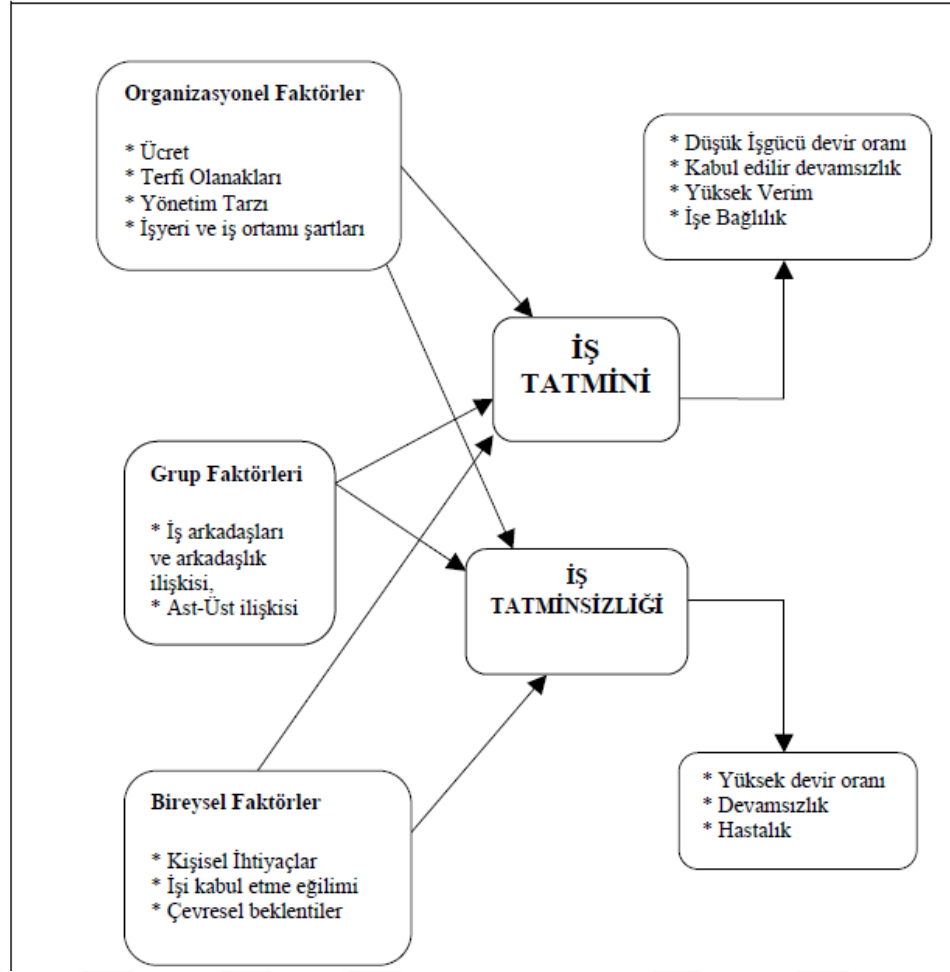 Organizasyonel Faktörler
* Ücret
* Terfi Olanakları
* Yönetim Tarzı
* İşyeri ve iş ortamı şartları
* Düşük İşgücü devir oranı
* Kabul edilir devamsızlık
* Yüksek Verim
* İşe Bağlılık
İŞ
TATMİNİ
Grup Faktörleri
* İş arkadaşları
ve arkadaşlık
ilişkisi,
* Ast-Üst ilişkisi
İŞ
TATMİNSİZLİĞİ
Bireysel Faktörler
* Kişisel İhtiyaçlar
* İşi kabul etme eğilimi
* Çevresel beklentiler
* Yüksek devir oranı
* Devamsızlık
* Hastalık